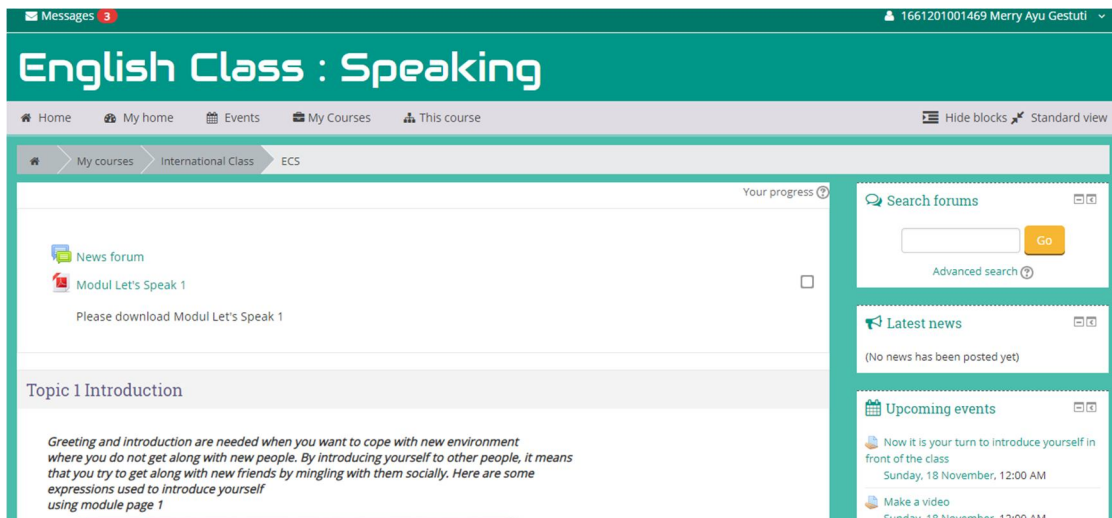 Messages 3
1661201001469 Merry Ayu Gestuti
English Class : Speaking
Home
My home
Events
My Courses
This course
Hide blocks
Standard view
My courses
International Class
ECS
Your progress
News forum
Modul Let's Speak 1
Please download Modul Let's Speak 1
Topic 1 Introduction
Greeting and introduction are needed when you want to cope with new environment
where you do not get along with new people. By introducing yourself to other people, it means
that you try to get along with new friends by mingling with them socially. Here are some
expressions used to introduce yourself
using module page 1
Search forums
Go
Advanced search
Latest news
(No news has been posted yet)
Upcoming events
Now it is your turn to introduce yourself in
front of the class
Sunday, 18 November, 12:00 AM
Make a video
Sunday, 18 November, 12:00 AM